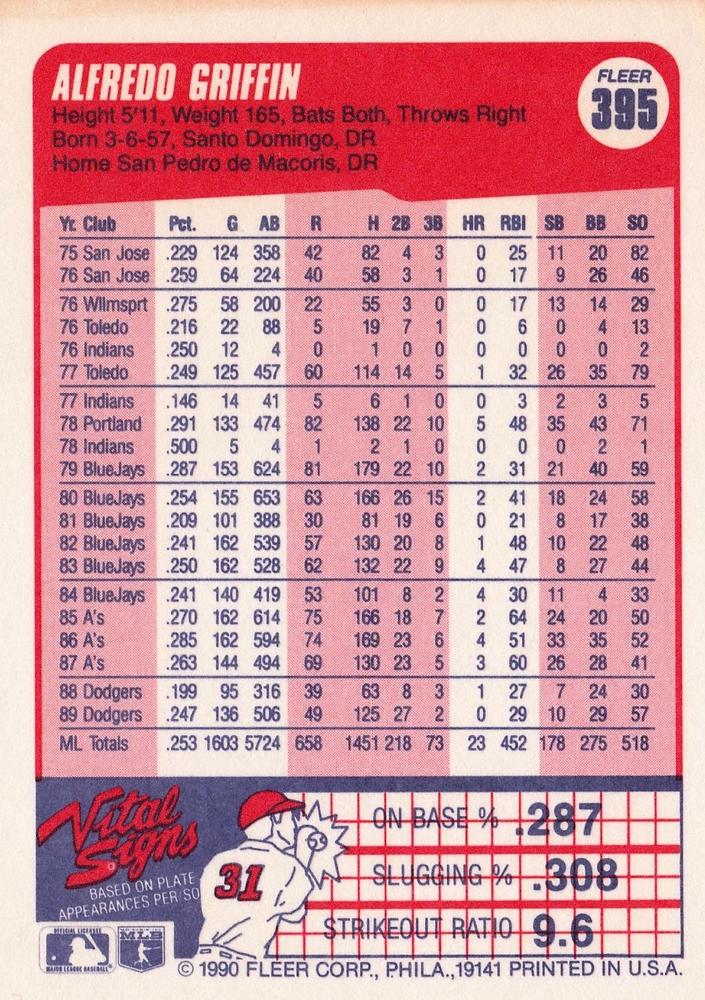 ALFREDO GRIFFIN
FLEER
395
Height 5'11, Weight 165, Bats Both, Throws Right
Born 3-6-57, Santo Domingo, DR
Home San Pedro de Macoris, DR
Yr. Club Pct. G AB R H 2B 3B HR RBI SB BB SO
75 San Jose .229 124 358 42 82 4 3 0 25 11 20 82
76 San Jose .259 64 224 40 58 3 1 0 17 9 26 46
76 Wllmsprt .275 58 200 22 55 3 0 0 17 13 14 29
76 Toledo .216 22 88 5 19 7 1 0 6 0 4 13
76 Indians .250 12 4 0 1 0 0 0 0 0 0 2
77 Toledo .249 125 457 60 114 14 5 1 32 26 35 79
77 Indians .146 14 41 5 6 1 0 0 3 2 3 5
78 Portland .291 133 474 82 138 22 10 5 48 35 43 71
78 Indians .500 5 4 1 2 1 0 0 0 0 2 1
79 BlueJays .287 153 624 81 179 22 10 2 31 21 40 59
80 BlueJays .254 155 653 63 166 26 15 2 41 18 24 58
81 BlueJays .209 101 388 30 81 19 6 0 21 8 17 38
82 BlueJays .241 162 539 57 130 20 8 1 48 10 22 48
83 BlueJays .250 162 528 62 132 22 9 4 47 8 27 44
84 BlueJays .241 140 419 53 101 8 2 4 30 11 4 33
85 A's .270 162 614 75 166 18 7 2 64 24 20 50
86 A's .285 162 594 74 169 23 6 4 51 33 35 52
87 A's .263 144 494 69 130 23 5 3 60 26 28 41
88 Dodgers .199 95 316 39 63 8 3 1 27 7 24 30
89 Dodgers .247 136 506 49 125 27 2 0 29 10 29 57
ML Totals .253 1603 5724 658 1451 218 73 23 452 178 275 518
Vital
Signs
BASED ON PLATE
APPEARANCES PER/SO
31
ON BASE % .287
SLUGGING % .308
STRIKEOUT RATIO 9.6
OFFICIAL LICENSEE
MAJOR LEAGUE BASEBALL
MLB
© 1990 FLEER CORP., PHILA., 19141 PRINTED IN U.S.A.